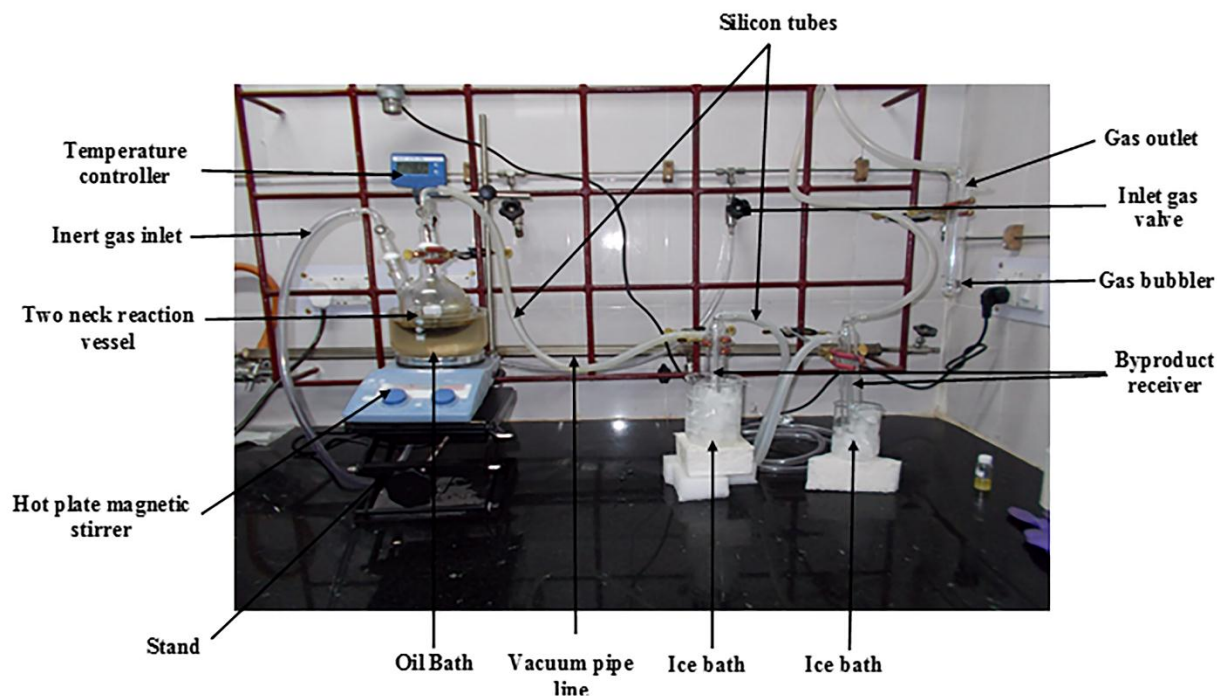 Silicon tubes
Temperature
controller
Gas outlet
Inlet gas
valve
Inert gas inlet
Gas bubbler
Two neck reaction
vessel
Byproduct
receiver
Hot plate magnetic
stirrer
Stand
Oil Bath
Vacuum pipe
line
Ice bath
Ice bath